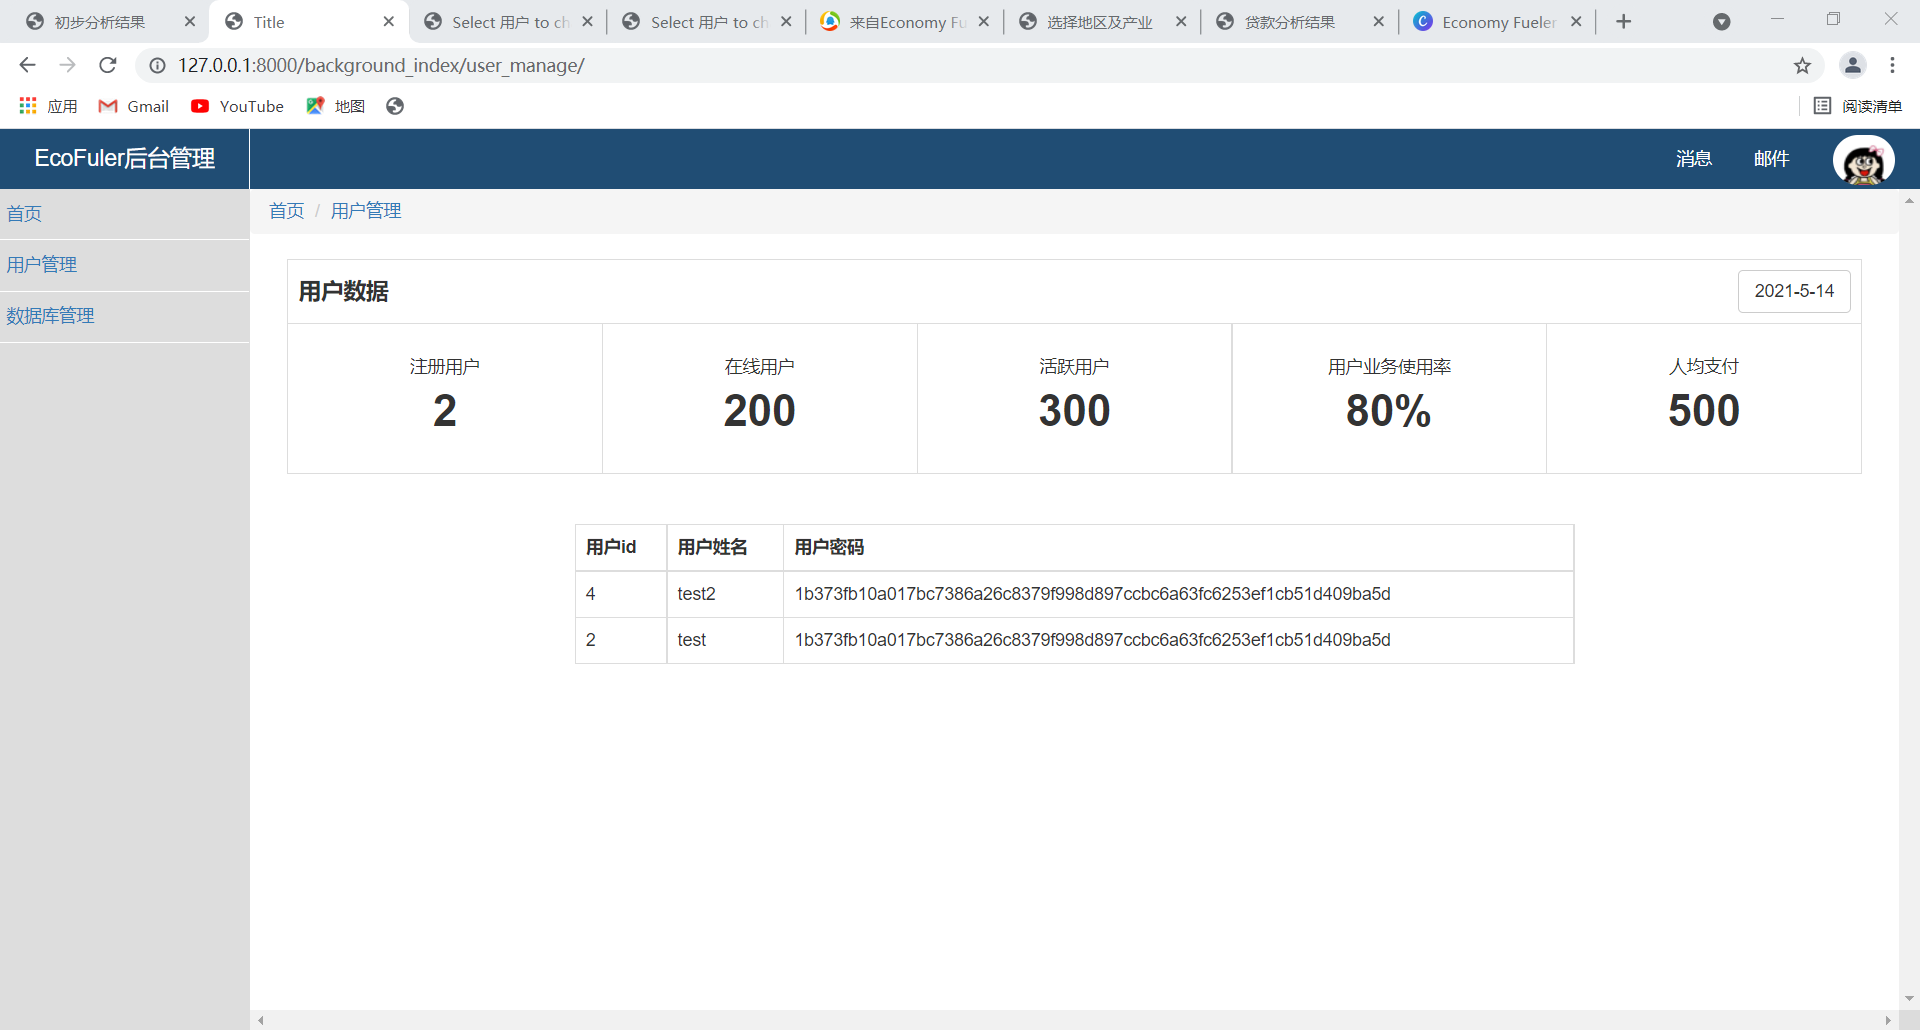 初步分析结果
Title
Select 用户 to ch
Select 用户 to ch
来自Economy Fu
选择地区及产业
贷款分析结果
Economy Fueler
127.0.0.1:8000/background_index/user_manage/
应用
Gmail
YouTube
地图
阅读清单
EcoFuler后台管理
消息
邮件
首页
用户管理
数据库管理
首页 / 用户管理
用户数据
2021-5-14
注册用户
2
在线用户
200
活跃用户
300
用户业务使用率
80%
人均支付
500
用户id 用户姓名 用户密码
4 test2 1b373fb10a017bc7386a26c8379f998d897ccbc6a63fc6253ef1cb51d409ba5d
2 test 1b373fb10a017bc7386a26c8379f998d897ccbc6a63fc6253ef1cb51d409ba5d